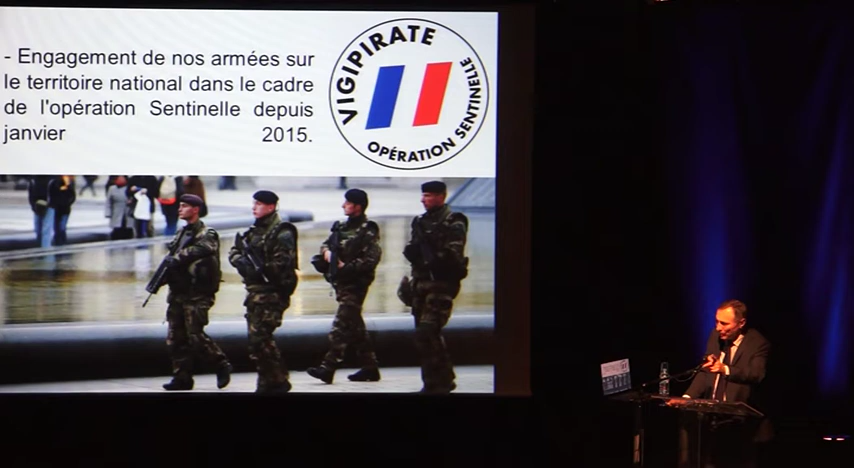 - Engagement de nos armées sur
le territoire national dans le cadre
de l'opération Sentinelle depuis
janvier 2015.
VIGIPIRATE
OPÉRATION SENTINELLE